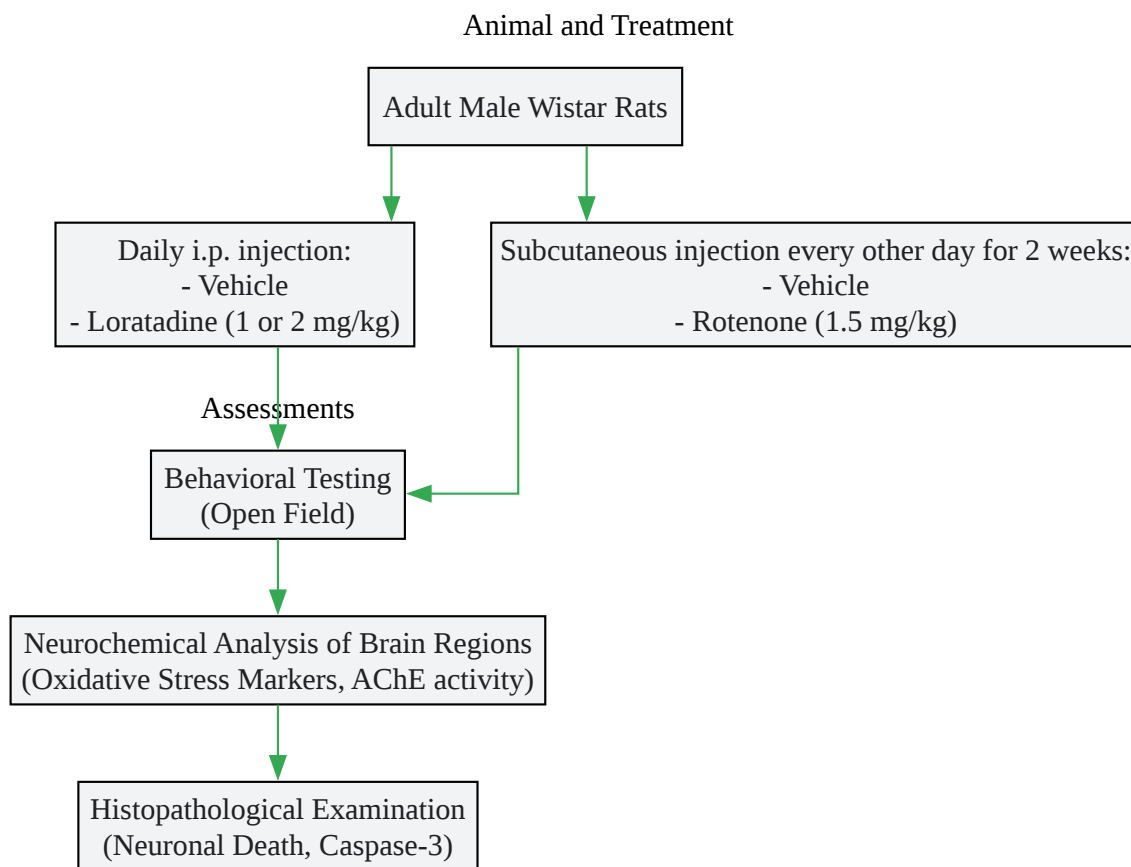 Animal and Treatment
Adult Male Wistar Rats
Daily i.p. injection:
- Vehicle
- Loratadine (1 or 2 mg/kg)
Subcutaneous injection every other day for 2 weeks:
- Vehicle
- Rotenone (1.5 mg/kg)
Assessments
Behavioral Testing
(Open Field)
Neurochemical Analysis of Brain Regions
(Oxidative Stress Markers, AChE activity)
Histopathological Examination
(Neuronal Death, Caspase-3)